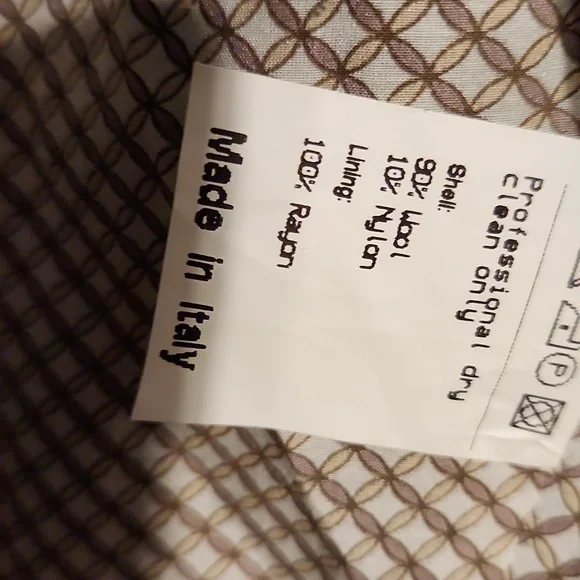 Professional dry
clean only
Shell:
90% Wool
10% Nylon
Lining:
100% Rayon
Made in Italy